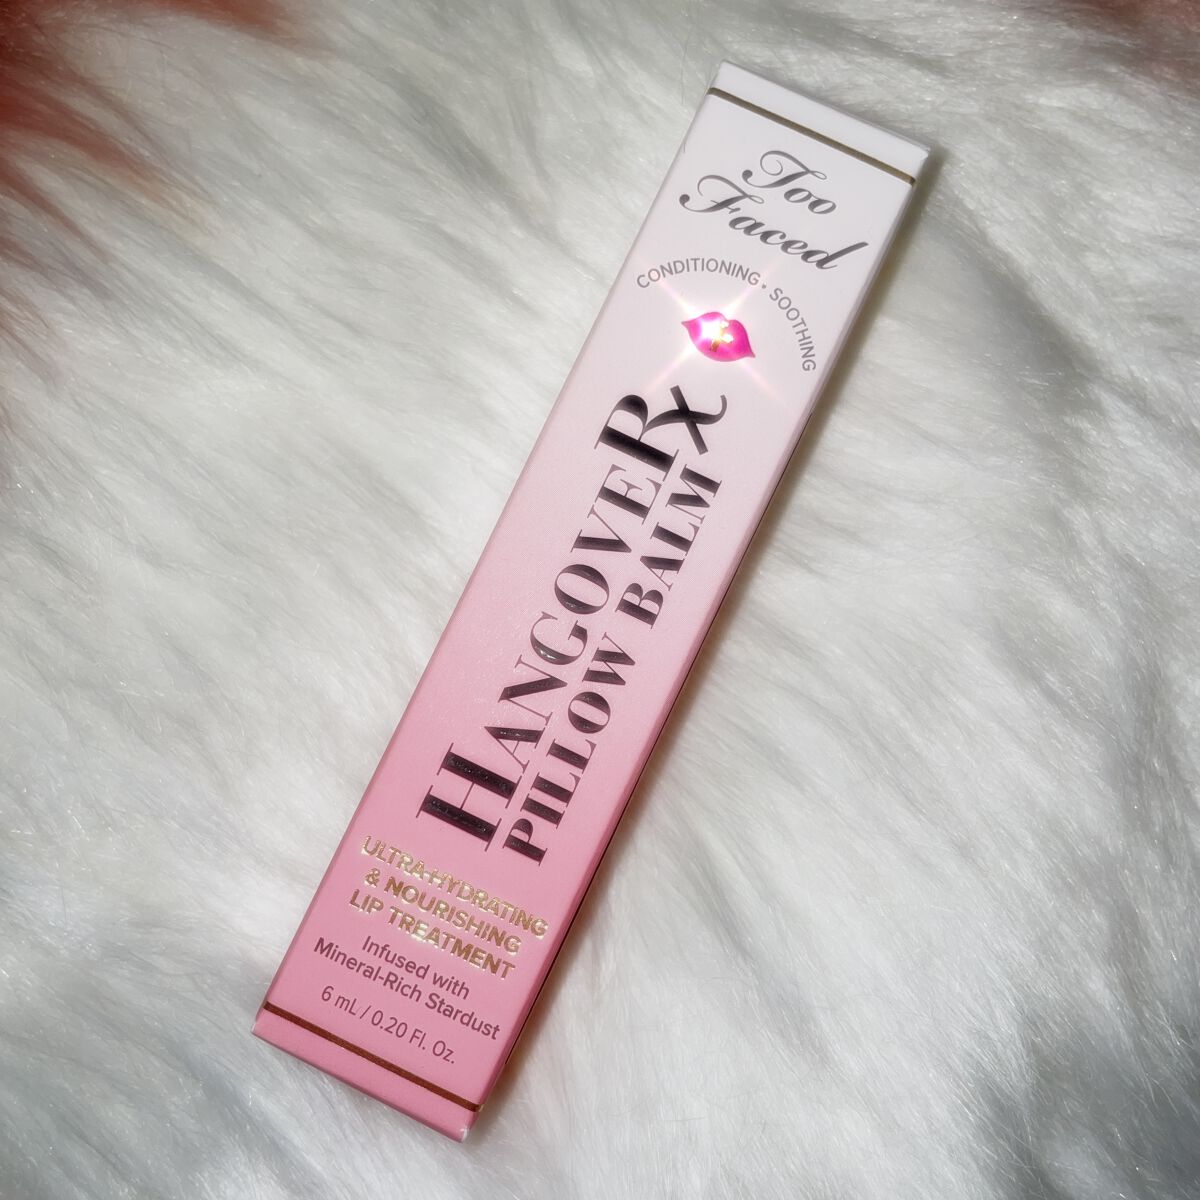 Too
Faced
CONDITIONING • SOOTHING
HANGOVERX
PILLOW BALM
ULTRA-HYDRATING
& NOURISHING
LIP TREATMENT
Infused with
Mineral-Rich Stardust
6 mL / 0.20 Fl. Oz.